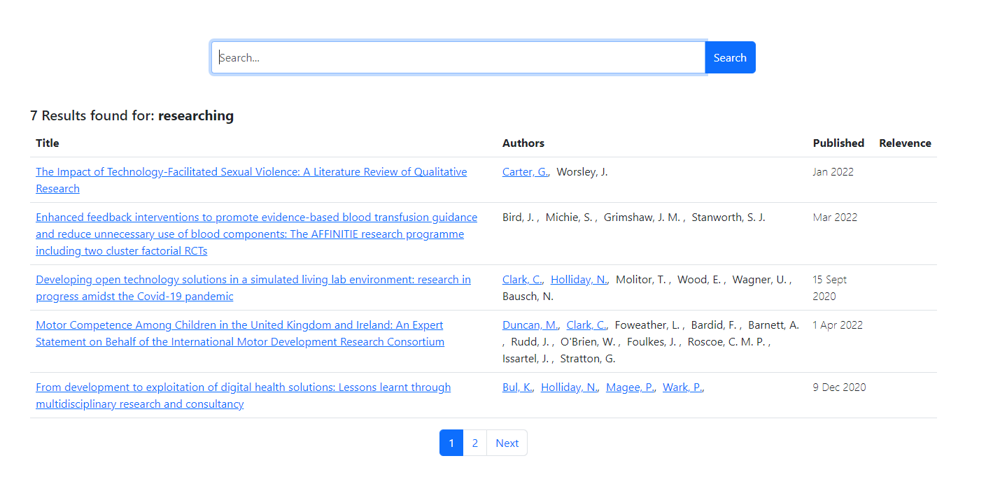 Search...
Search
7 Results found for: researching
Title Authors Published Relevence
The Impact of Technology-Facilitated Sexual Violence: A Literature Review of Qualitative
Research
Carter, G., Worsley, J.
Jan 2022
Enhanced feedback interventions to promote evidence-based blood transfusion guidance
and reduce unnecessary use of blood components: The AFFINITIE research programme
including two cluster factorial RCTs
Bird, J. , Michie, S. , Grimshaw, J. M. , Stanworth, S. J.
Mar 2022
Developing open technology solutions in a simulated living lab environment: research in
progress amidst the Covid-19 pandemic
Clark, C., Holliday, N., Molitor, T. , Wood, E. , Wagner, U. ,
Bausch, N.
15 Sept
2020
Motor Competence Among Children in the United Kingdom and Ireland: An Expert
Statement on Behalf of the International Motor Development Research Consortium
Duncan, M., Clark, C., Foweather, L. , Bardid, F. , Barnett, A.
, Rudd, J. , O'Brien, W. , Foulkes, J. , Roscoe, C. M. P. ,
Issartel, J. , Stratton, G.
1 Apr 2022
From development to exploitation of digital health solutions: Lessons learnt through
multidisciplinary research and consultancy
Bul, K., Holliday, N., Magee, P., Wark, P.,
9 Dec 2020
1 2 Next